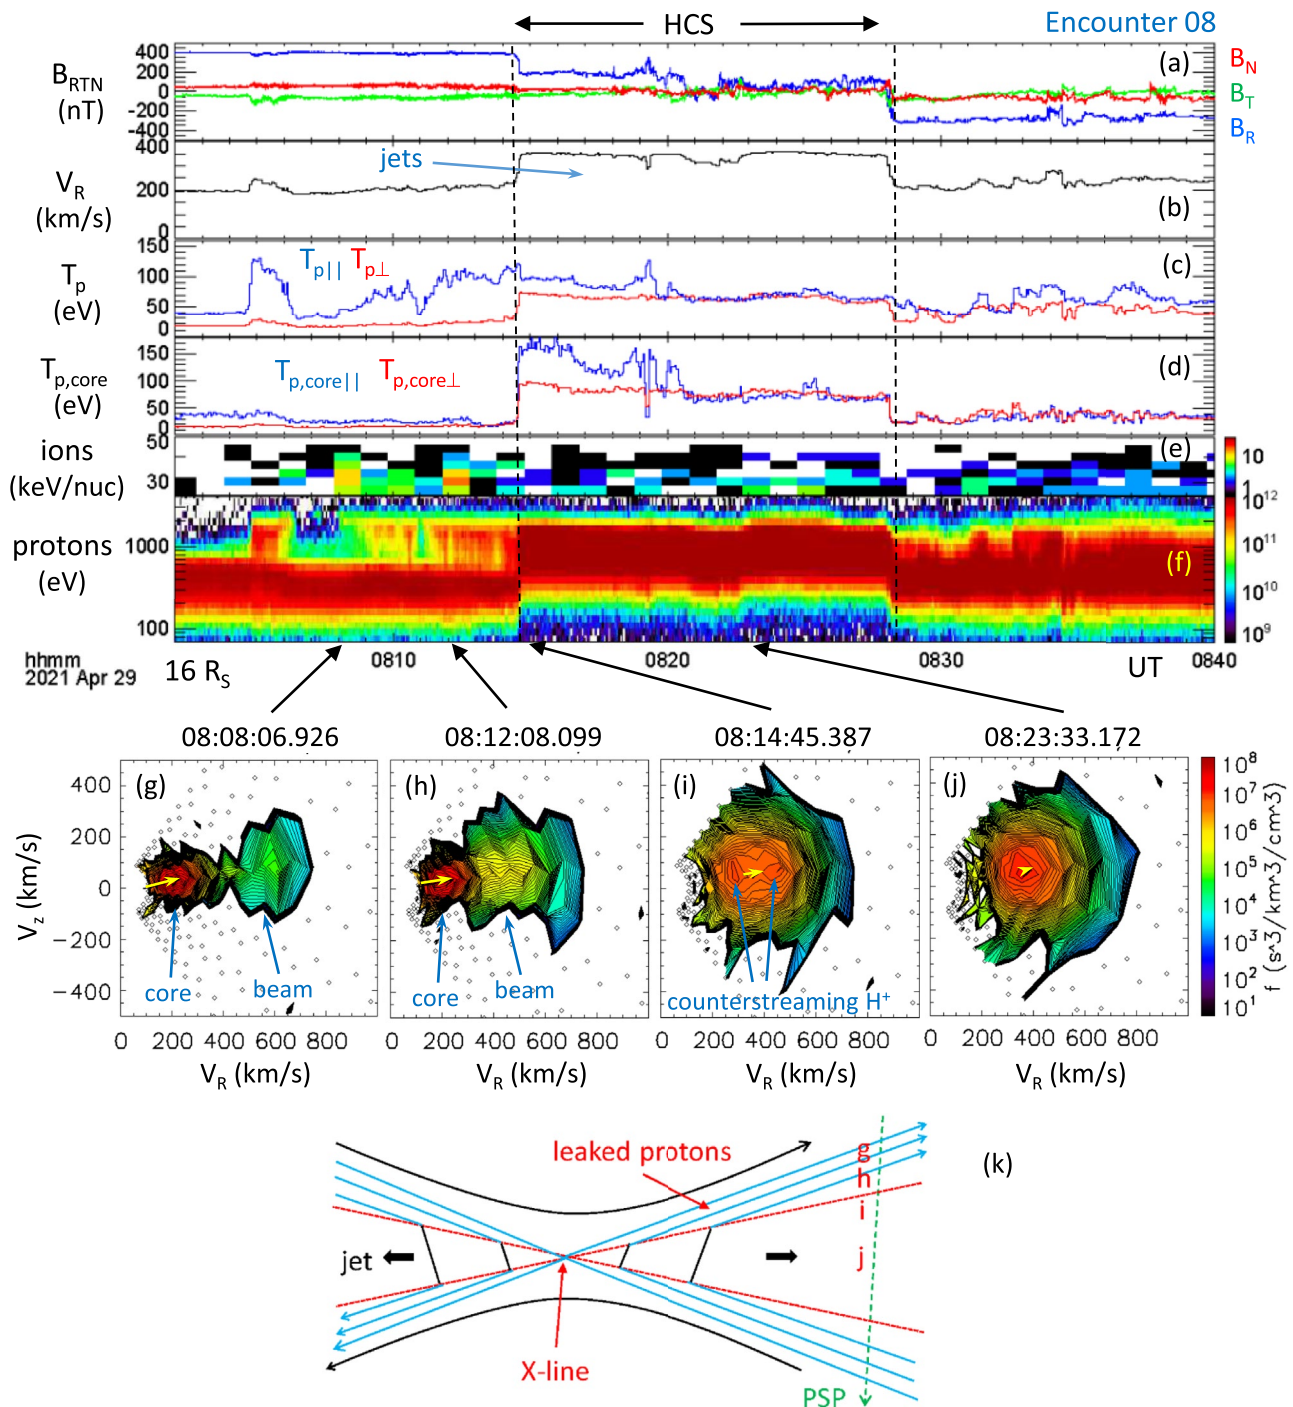 HCS
Encounter 08
B_RTN (nT)
400
200
0
-200
-400
(a)
B_N
B_T
B_R
V_R (km/s)
400
200
0
jets
(b)
T_p (eV)
150
100
50
0
T_p|| T_p⊥
(c)
T_p,core (eV)
150
100
50
0
T_p,core|| T_p,core⊥
(d)
ions (keV/nuc)
50
30
(e)
10
1
protons (eV)
1000
100
(f)
10^12
10^11
10^10
10^9
hhmm
2021 Apr 29
16 R_S
0810
0820
0830
UT
0840
08:08:06.926
08:12:08.099
08:14:45.387
08:23:33.172
(g)
(h)
(i)
(j)
V_z (km/s)
400
200
0
−200
−400
core
beam
core
beam
counterstreaming H⁺
0 200 400 600 800
0 200 400 600 800
0 200 400 600 800
0 200 400 600 800
V_R (km/s)
V_R (km/s)
V_R (km/s)
V_R (km/s)
10^8
10^7
10^6
10^5
10^4
10^3
10^2
10^1
f (s^3/km^3/cm^3)
leaked protons
g
h
i
j
(k)
jet
X-line
PSP